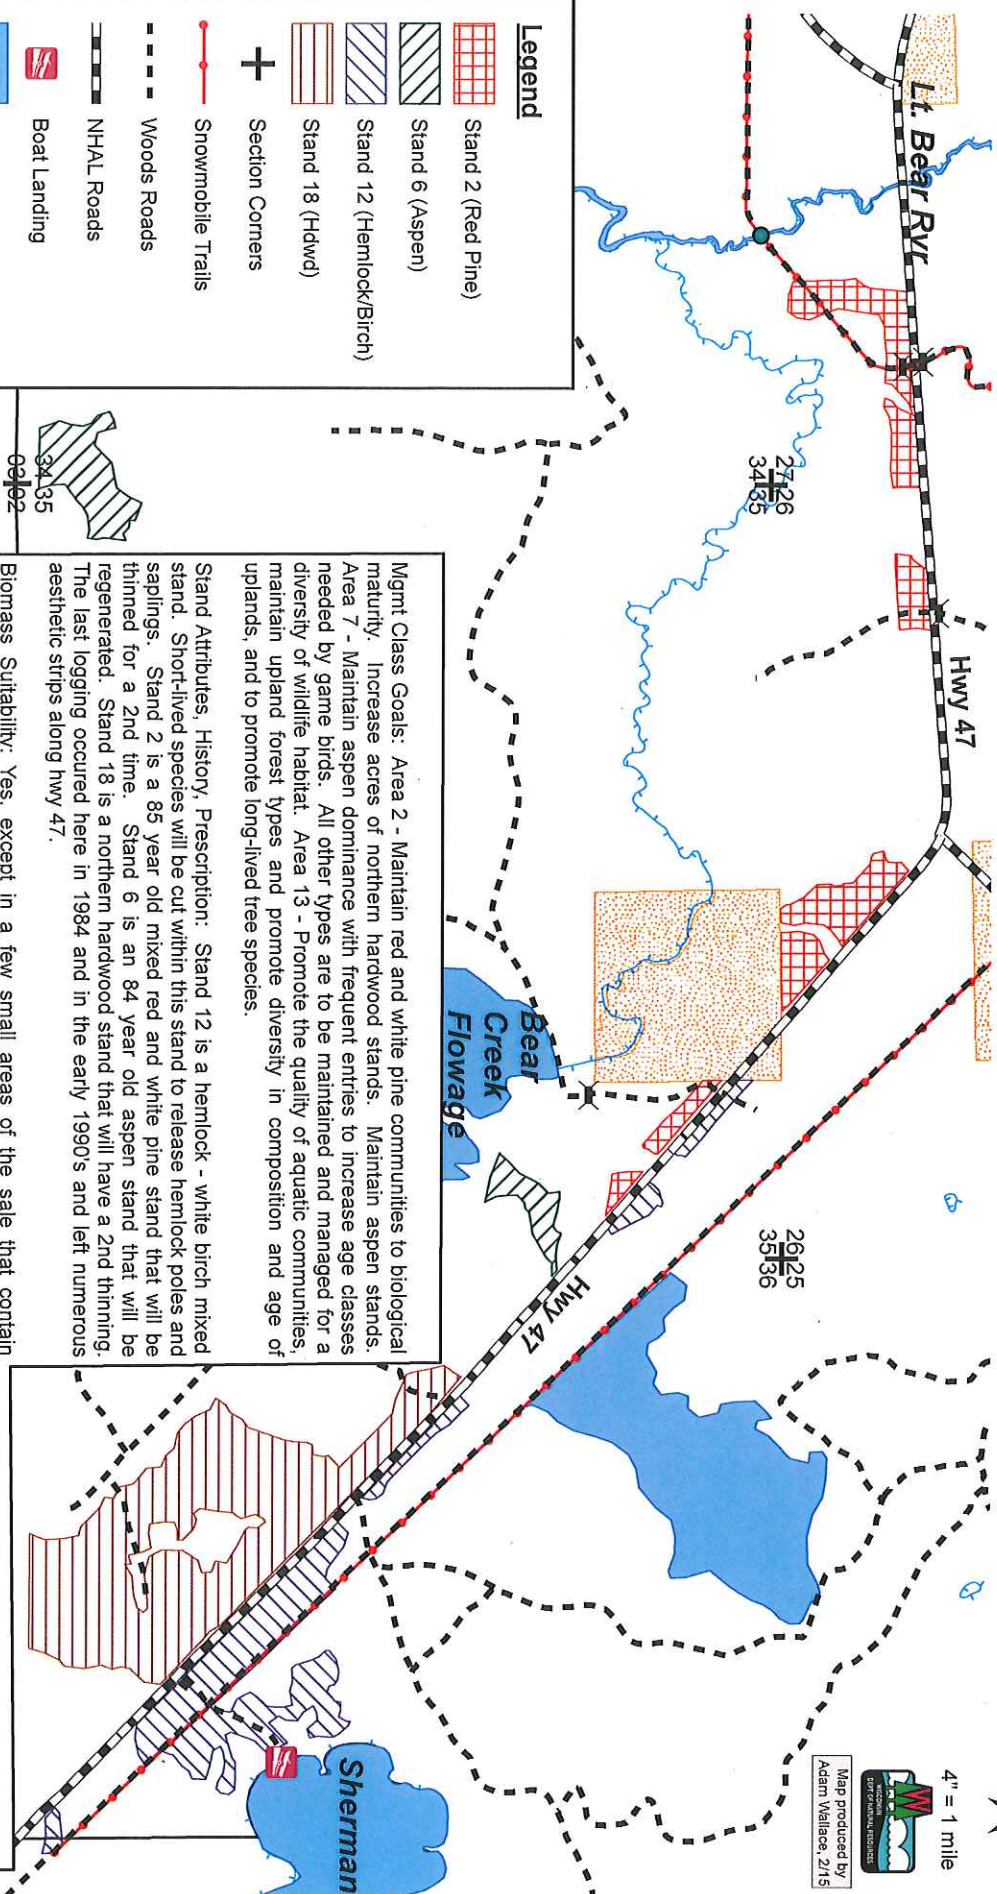 4" = 1 mile
WISCONSIN
DEPT OF NATURAL RESOURCES
Map produced by
Adam Wallace, 2/15
Lt. Bear Ryr
Hwy 47
27 26
34 35
26 25
35 36
Hwy 47
Bear
Creek
Flowage
Sherman
34 35
03 02
Legend
Stand 2 (Red Pine)
Stand 6 (Aspen)
Stand 12 (Hemlock/Birch)
Stand 18 (Hdwd)
Section Corners
Snowmobile Trails
Woods Roads
NHAL Roads
Boat Landing
Mgmt Class Goals: Area 2 - Maintain red and white pine communities to biological
maturity. Increase acres of northern hardwood stands. Maintain aspen stands.
Area 7 - Maintain aspen dominance with frequent entries to increase age classes
needed by game birds. All other types are to be maintained and managed for a
diversity of wildlife habitat. Area 13 - Promote the quality of aquatic communities,
maintain upland forest types and promote diversity in composition and age of
uplands, and to promote long-lived tree species.
Stand Attributes, History, Prescription: Stand 12 is a hemlock - white birch mixed
stand. Short-lived species will be cut within this stand to release hemlock poles and
saplings. Stand 2 is a 85 year old mixed red and white pine stand that will be
thinned for a 2nd time. Stand 6 is an 84 year old aspen stand that will be
regenerated. Stand 18 is a northern hardwood stand that will have a 2nd thinning.
The last logging occured here in 1984 and in the early 1990's and left numerous
aesthetic strips along hwy 47.
Biomass Suitability: Yes, except in a few small areas of the sale that contain